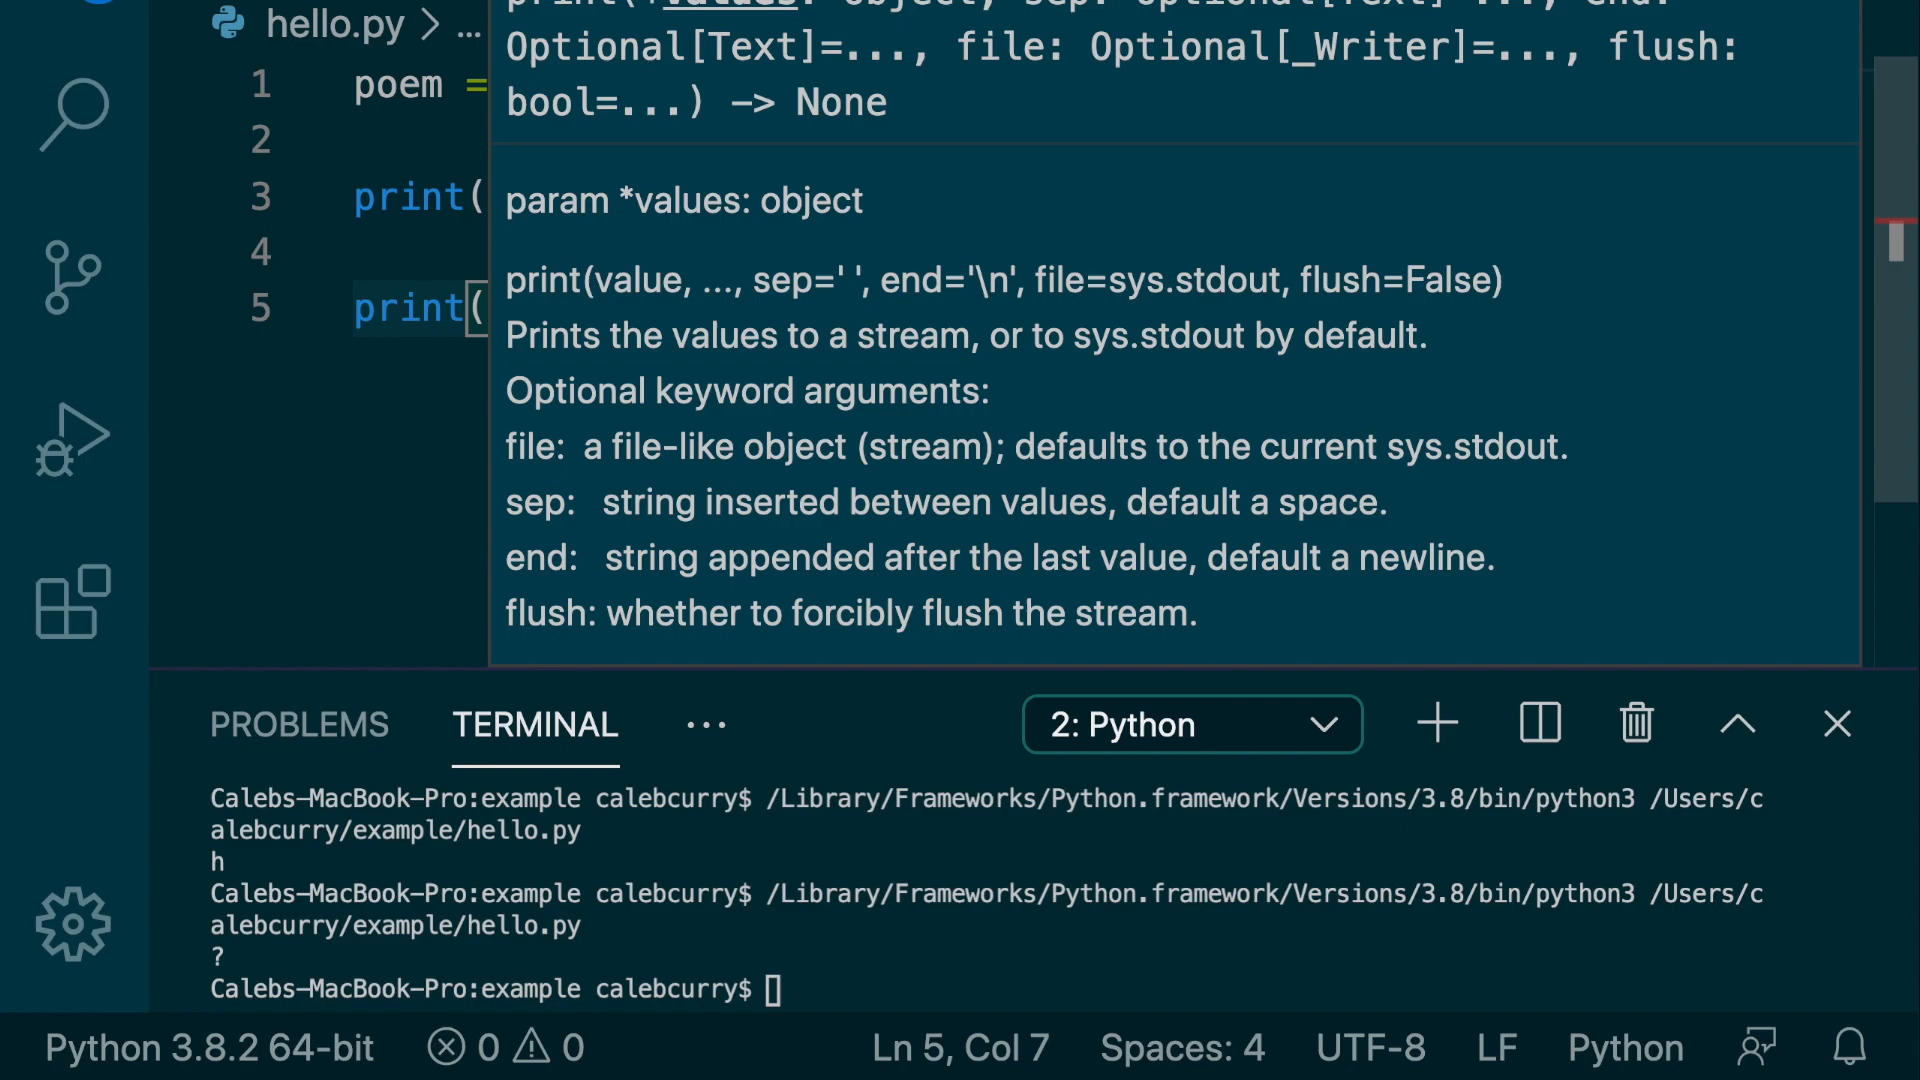 hello.py > ...
print(*values: object, sep: Optional[Text]=..., end:
Optional[Text]=..., file: Optional[_Writer]=..., flush:
bool=...) -> None
1 poem =
2
3 print(
4
5 print(
param *values: object
print(value, ..., sep=' ', end='\n', file=sys.stdout, flush=False)
Prints the values to a stream, or to sys.stdout by default.
Optional keyword arguments:
file: a file-like object (stream); defaults to the current sys.stdout.
sep: string inserted between values, default a space.
end: string appended after the last value, default a newline.
flush: whether to forcibly flush the stream.
PROBLEMS TERMINAL ... 2: Python
Calebs-MacBook-Pro:example calebcurry$ /Library/Frameworks/Python.framework/Versions/3.8/bin/python3 /Users/c
alebcurry/example/hello.py
h
Calebs-MacBook-Pro:example calebcurry$ /Library/Frameworks/Python.framework/Versions/3.8/bin/python3 /Users/c
alebcurry/example/hello.py
?
Calebs-MacBook-Pro:example calebcurry$
Python 3.8.2 64-bit 0 0 Ln 5, Col 7 Spaces: 4 UTF-8 LF Python